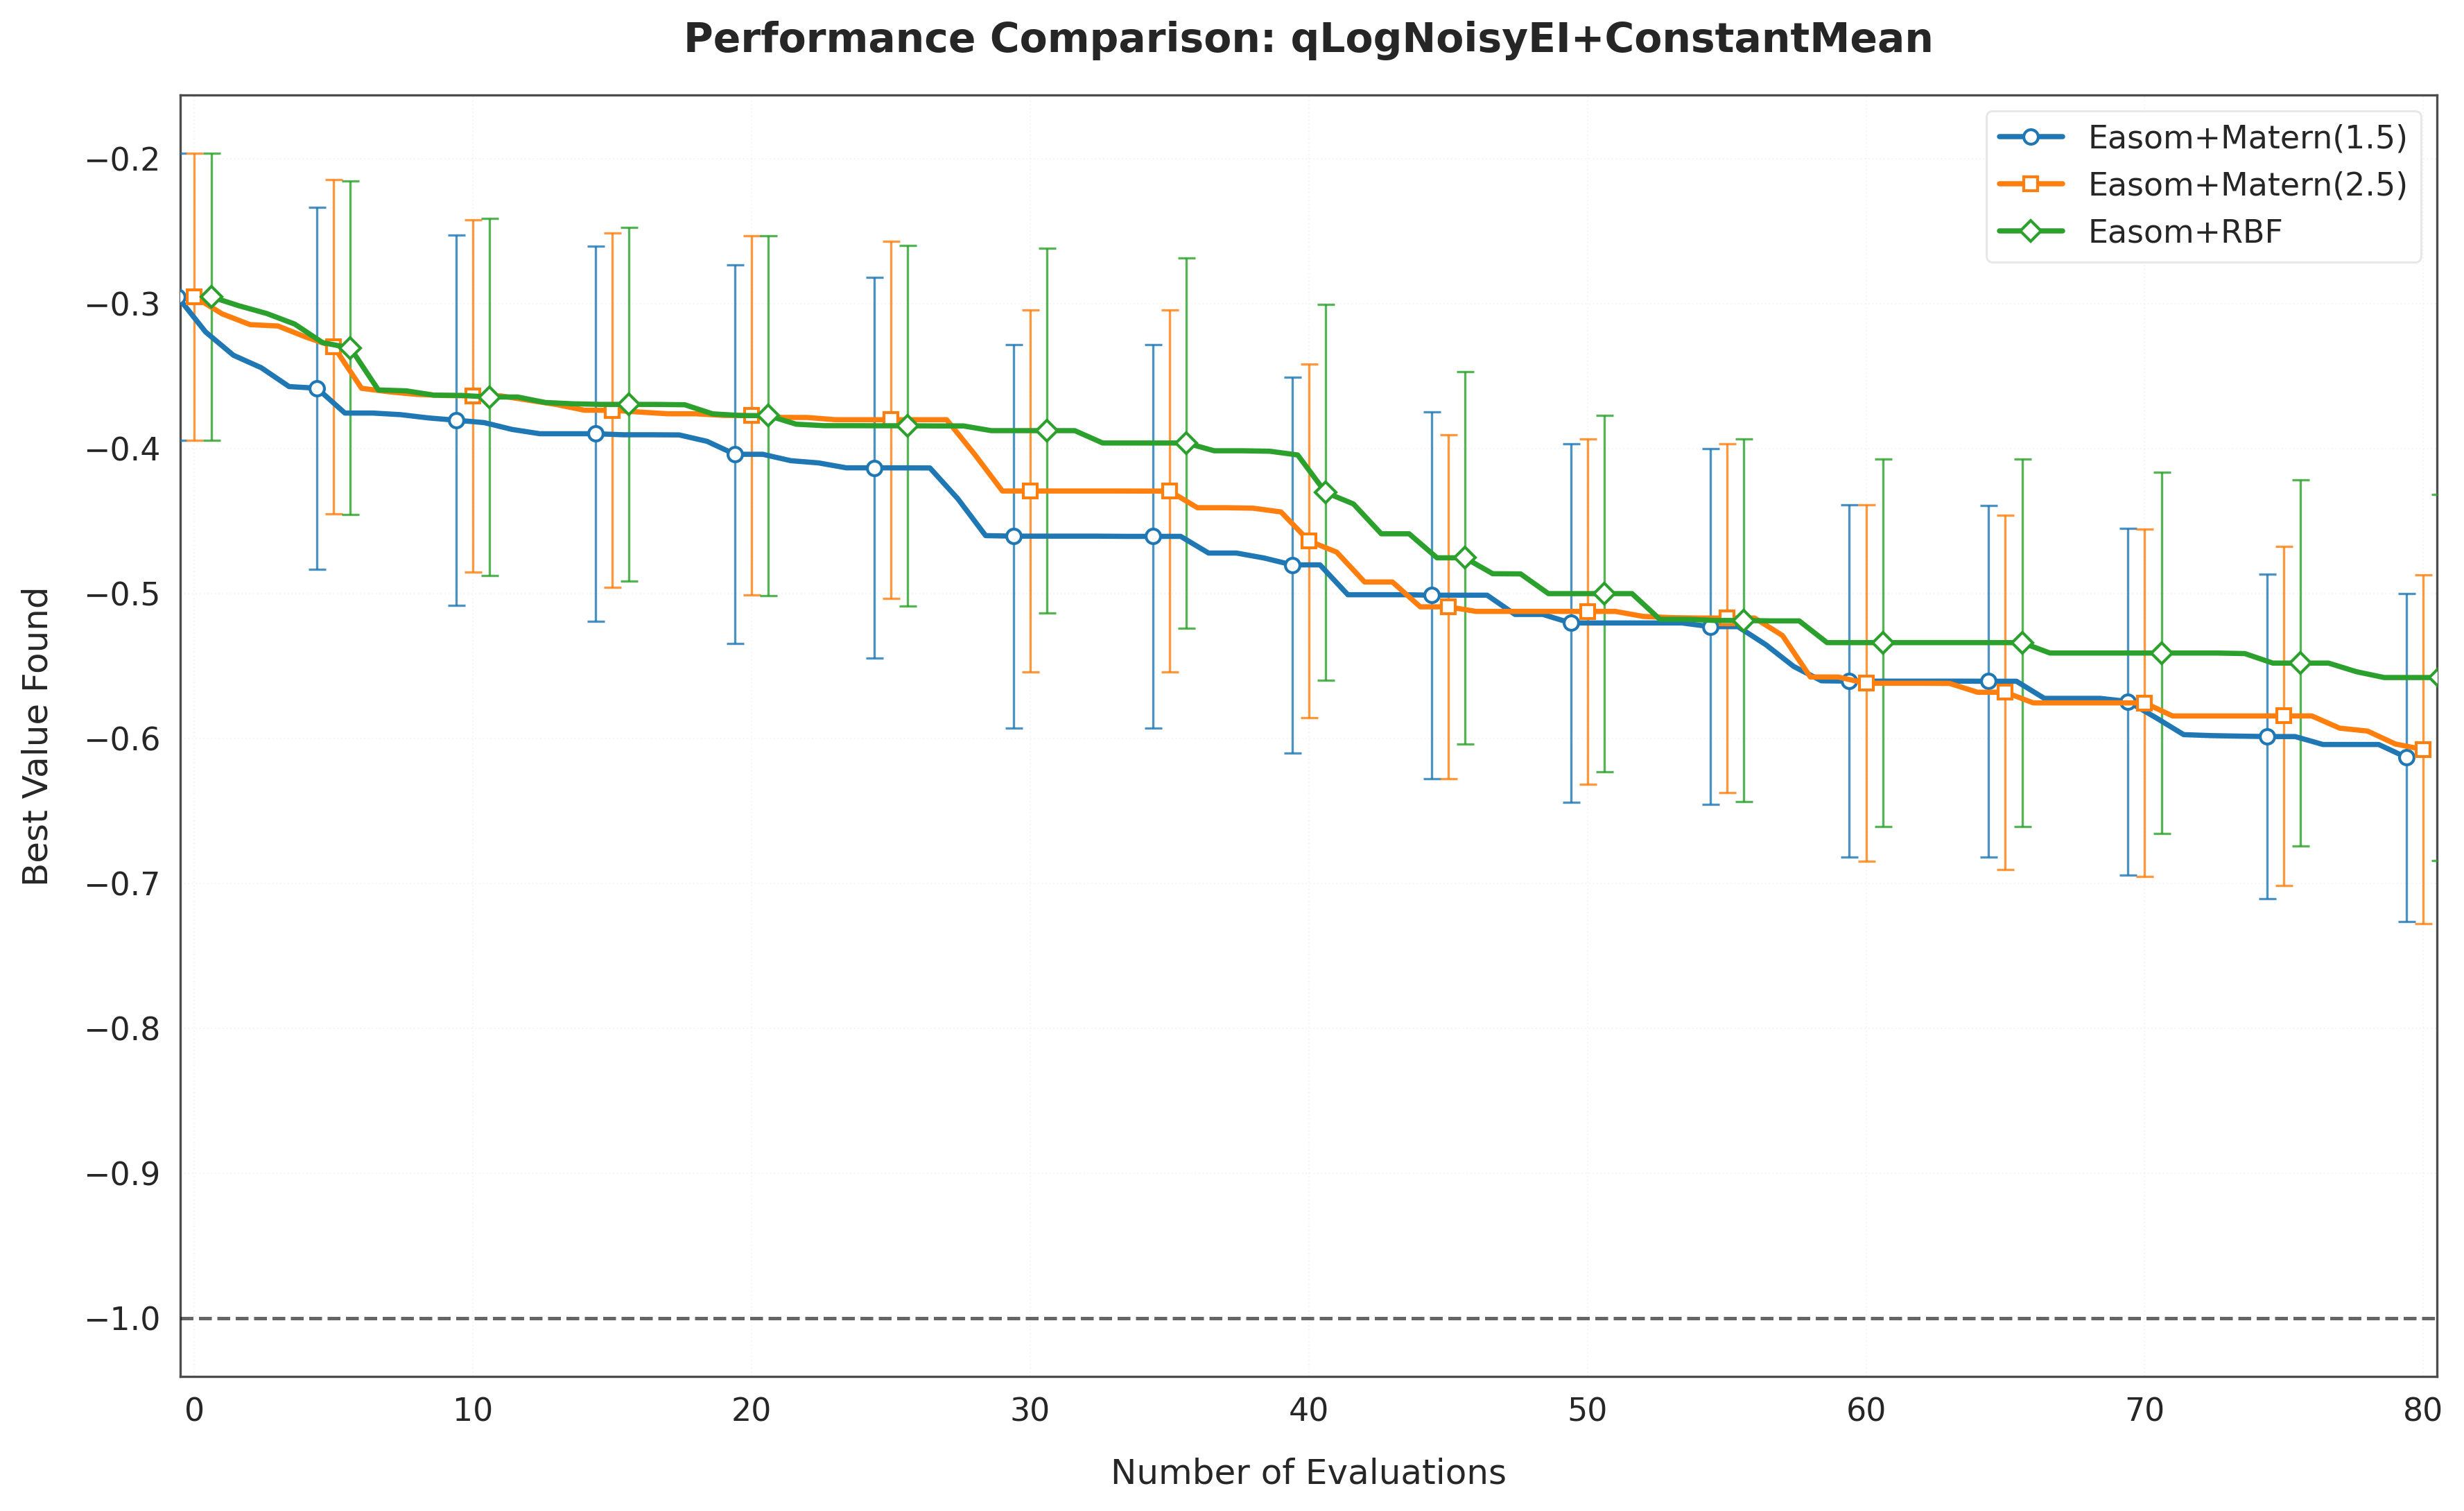 Performance Comparison: qLogNoisyEI+ConstantMean
Easom+Matern(1.5)
Easom+Matern(2.5)
Easom+RBF
Best Value Found
−0.2
−0.3
−0.4
−0.5
−0.6
−0.7
−0.8
−0.9
−1.0
0 10 20 30 40 50 60 70 80
Number of Evaluations